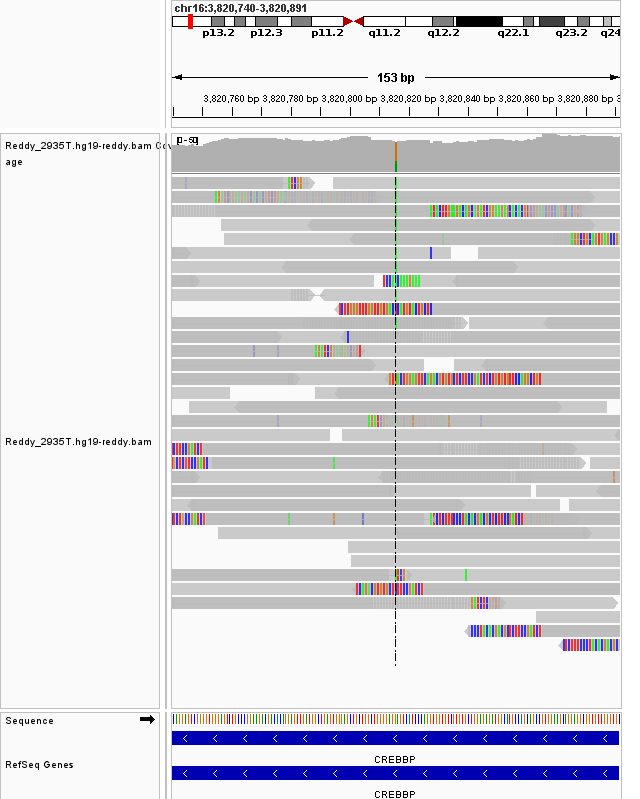 chr16:3,820,740-3,820,891
p13.2 p12.3 p11.2 q11.2 q12.2 q22.1 q23.2 q24
153 bp
3,820,760 bp 3,820,780 bp 3,820,800 bp 3,820,820 bp 3,820,840 bp 3,820,860 bp 3,820,880 bp 3
Reddy_2935T.hg19-reddy.bam Cov
age
Reddy_2935T.hg19-reddy.bam
Sequence
CREBBP
RefSeq Genes
CREBBP